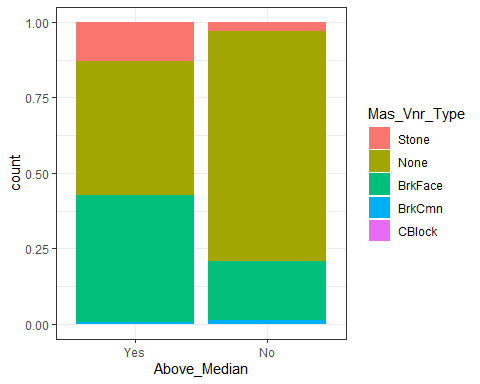 1.00
0.75
0.50
0.25
0.00
count
Yes No
Above_Median
Mas_Vnr_Type
Stone
None
BrkFace
BrkCmn
CBlock